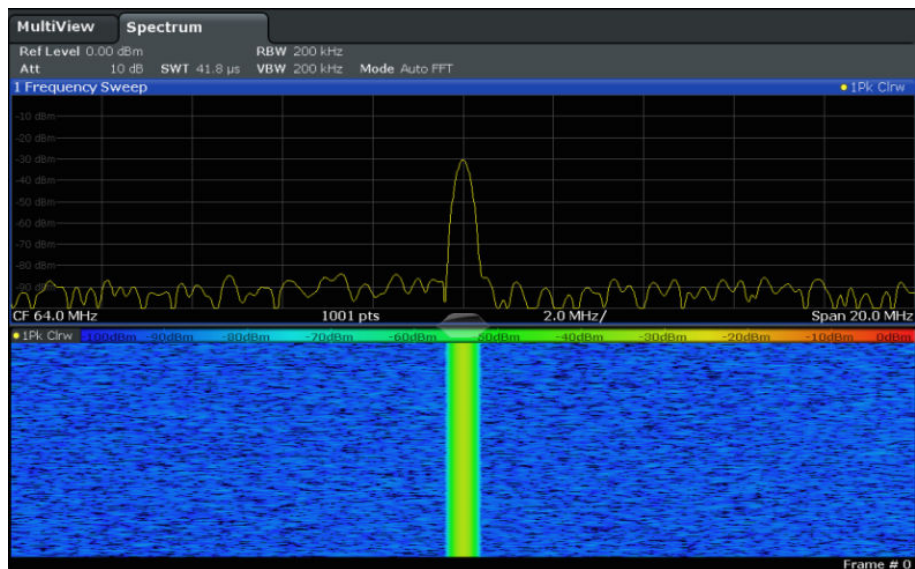 MultiView Spectrum
Ref Level 0.00 dBm RBW 200 kHz
Att 10 dB SWT 41.8 µs VBW 200 kHz Mode Auto FFT
1 Frequency Sweep 1Pk Clrw
-10 dBm
-20 dBm
-30 dBm
-40 dBm
-50 dBm
-60 dBm
-70 dBm
-80 dBm
-90 dBm
CF 64.0 MHz 1001 pts 2.0 MHz/ Span 20.0 MHz
1Pk Clrw -100dBm -90dBm -80dBm -70dBm -60dBm -50dBm -40dBm -30dBm -20dBm -10dBm 0dBm
Frame # 0